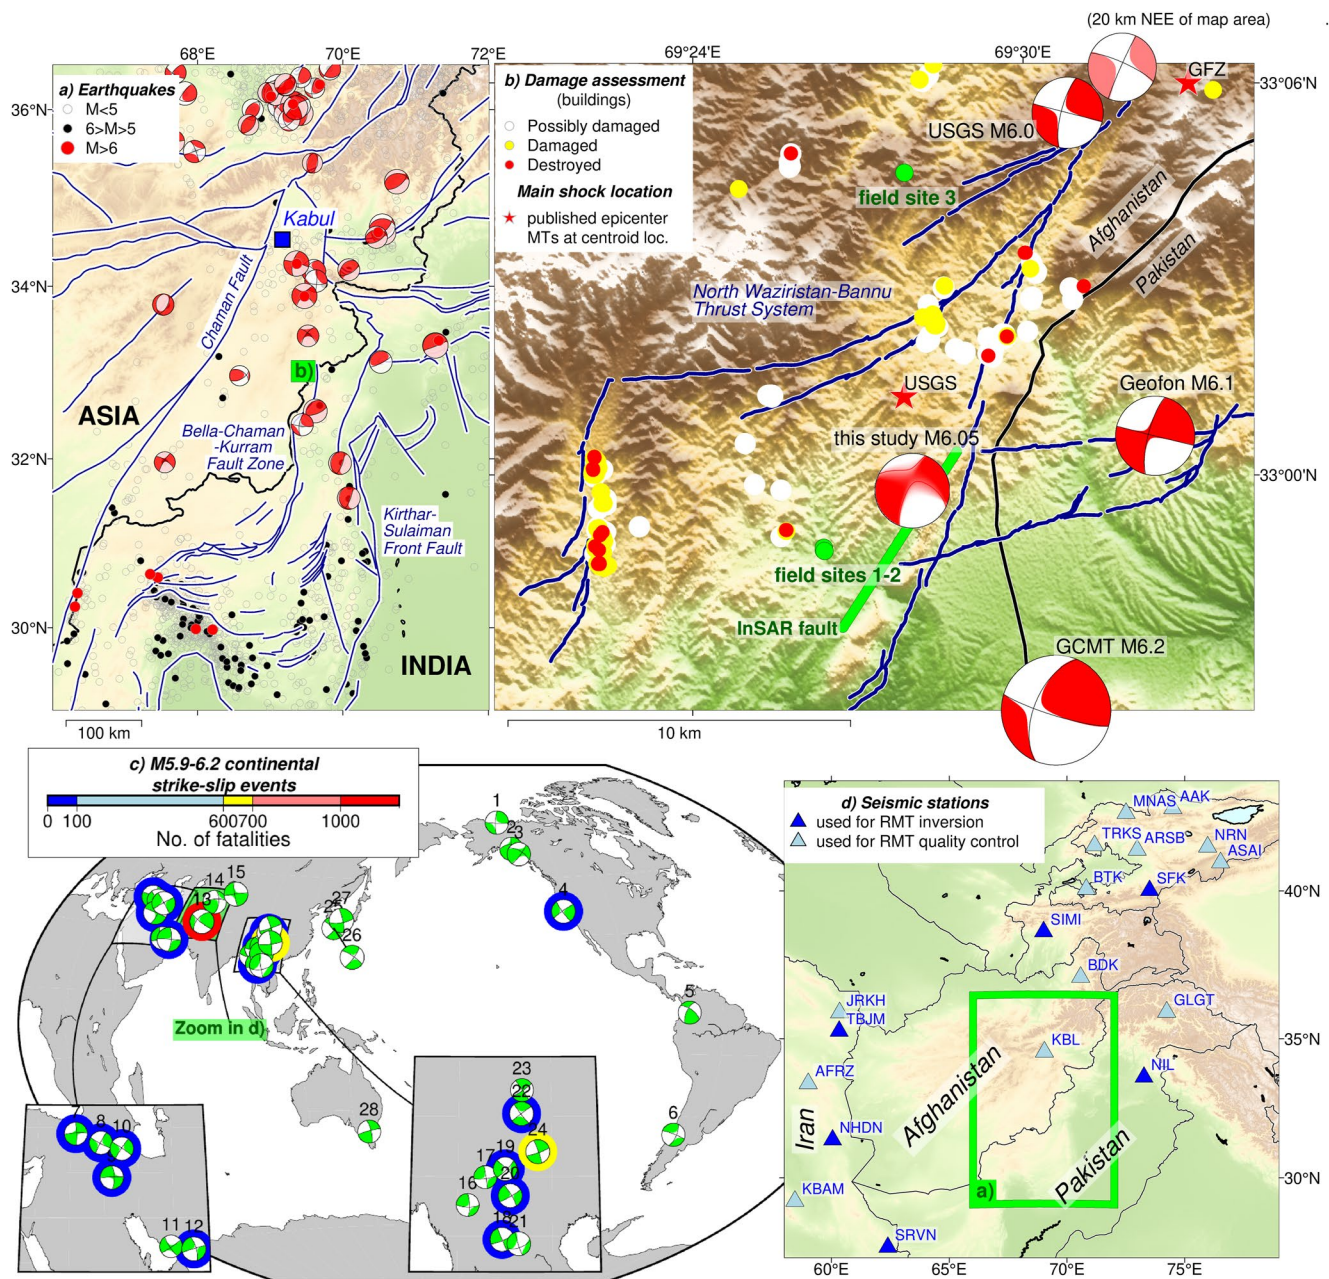 (20 km NEE of map area)
68°E
70°E
72°E
69°24'E
69°30'E
a) Earthquakes
M<5
6>M>5
M>6
36°N
34°N
32°N
30°N
Kabul
Chaman Fault
b)
ASIA
Bella-Chaman
-Kurram
Fault Zone
Kirthar-
Sulaiman
Front Fault
INDIA
100 km
b) Damage assessment
(buildings)
Possibly damaged
Damaged
Destroyed
Main shock location
published epicenter
MTs at centroid loc.
GFZ
33°06'N
USGS M6.0
field site 3
Afghanistan
Pakistan
North Waziristan-Bannu
Thrust System
USGS
Geofon M6.1
this study M6.05
33°00'N
field sites 1-2
InSAR fault
GCMT M6.2
10 km
c) M5.9-6.2 continental
strike-slip events
0 100 600 700 1000
No. of fatalities
1
2
3
4
5
6
13
14
15
27
26
28
Zoom in d)
7
8
10
11
12
23
22
24
19
17
20
16
18
21
d) Seismic stations
used for RMT inversion
used for RMT quality control
MNAS
AAK
TRKS
ARSB
NRN
ASAI
BTK
SFK
40°N
SIMI
BDK
JRKH
TBJM
GLGT
35°N
KBL
NIL
AFRZ
Iran
Afghanistan
NHDN
Pakistan
KBAM
a)
30°N
SRVN
60°E
65°E
70°E
75°E